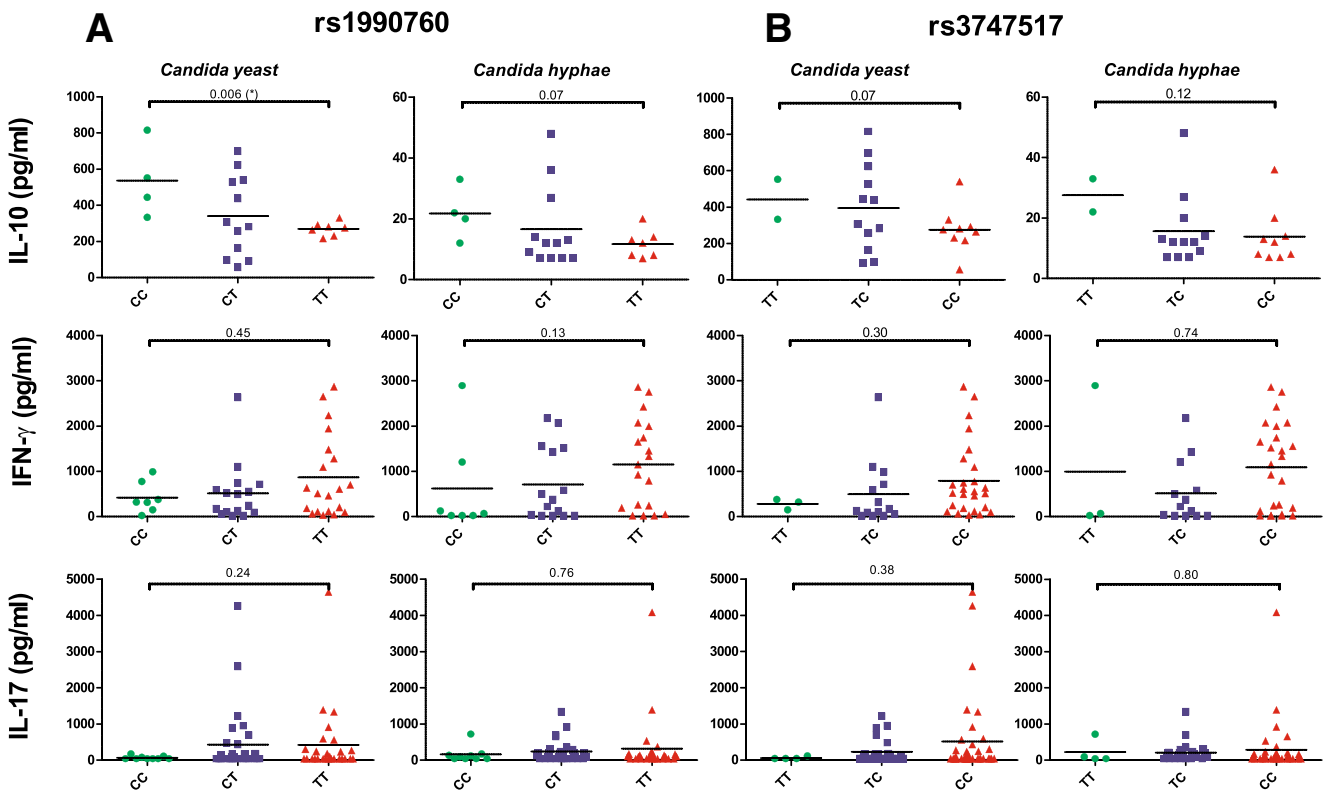 A rs1990760 B rs3747517
Candida yeast Candida hyphae Candida yeast Candida hyphae
IL-10 (pg/ml)
0.006 (*) 0.07 0.07 0.12
1000 60 1000 60
800 800
600 40 600 40
400 20 400 20
200 200
0 0 0 0
CC CT TT CC CT TT TT TC CC TT TC CC
IFN-γ (pg/ml)
0.45 0.13 0.30 0.74
4000 4000 4000 4000
3000 3000 3000 3000
2000 2000 2000 2000
1000 1000 1000 1000
0 0 0 0
CC CT TT CC CT TT TT TC CC TT TC CC
IL-17 (pg/ml)
0.24 0.76 0.38 0.80
5000 5000 5000 5000
4000 4000 4000 4000
3000 3000 3000 3000
2000 2000 2000 2000
1000 1000 1000 1000
0 0 0 0
CC CT TT CC CT TT TT TC CC TT TC CC